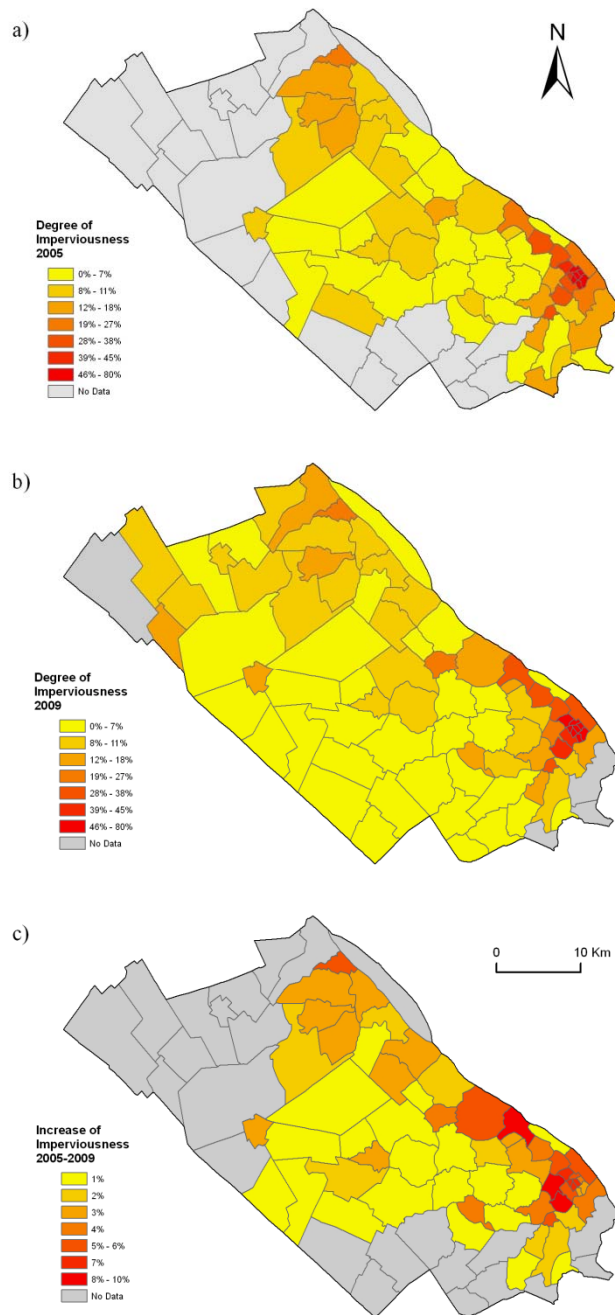 a)
N
Degree of
Imperviousness
2005
0% - 7%
8% - 11%
12% - 18%
19% - 27%
28% - 38%
39% - 45%
46% - 80%
No Data
b)
Degree of
Imperviousness
2009
0% - 7%
8% - 11%
12% - 18%
19% - 27%
28% - 38%
39% - 45%
46% - 80%
No Data
c)
0 10 Km
Increase of
Imperviousness
2005-2009
1%
2%
3%
4%
5% - 6%
7%
8% - 10%
No Data